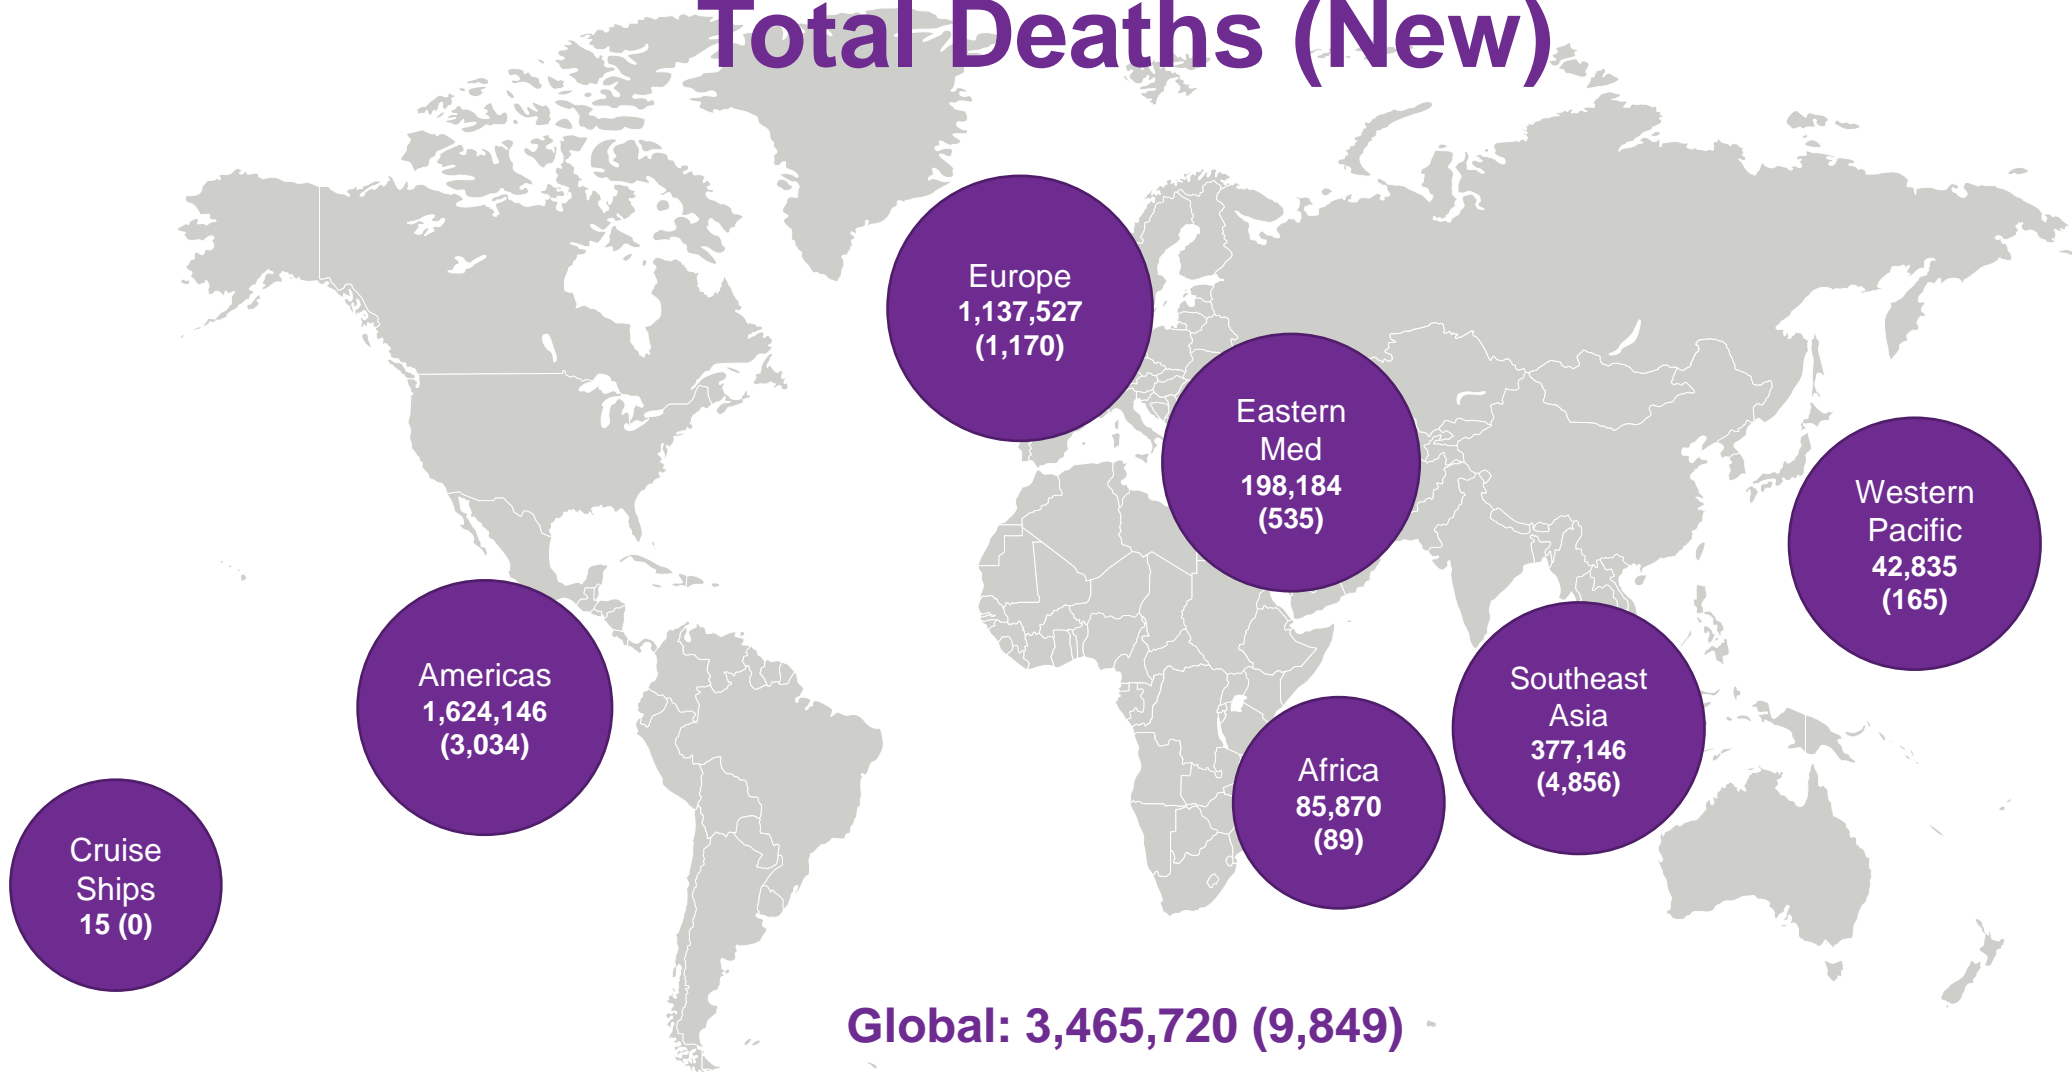 Total Deaths (New)
Europe
1,137,527
(1,170)
Eastern
Med
198,184
(535)
Western
Pacific
42,835
(165)
Americas
1,624,146
(3,034)
Southeast
Asia
377,146
(4,856)
Africa
85,870
(89)
Cruise
Ships
15 (0)
Global: 3,465,720 (9,849)